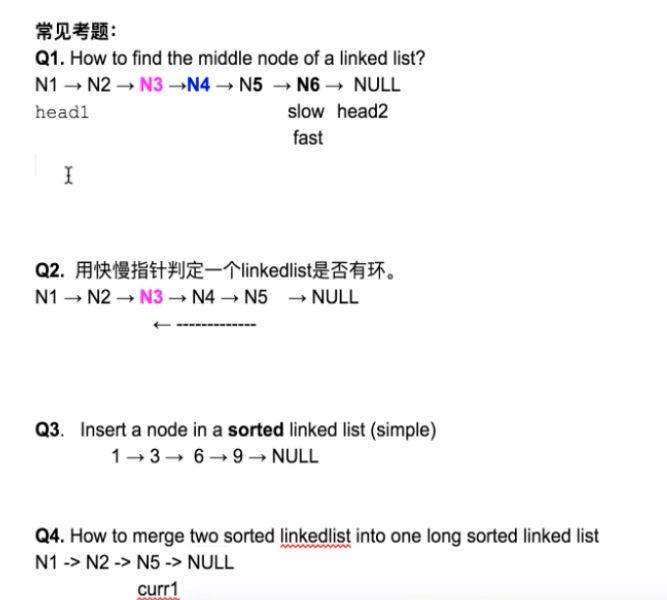 常见考题：
Q1. How to find the middle node of a linked list?
N1 → N2 → N3 →N4 → N5 → N6 → NULL
head1 slow head2
fast
Q2. 用快慢指针判定一个linkedlist是否有环。
N1 → N2 → N3 → N4 → N5 → NULL
← -------------
Q3. Insert a node in a sorted linked list (simple)
1 → 3 → 6 → 9 → NULL
Q4. How to merge two sorted linkedlist into one long sorted linked list
N1 -> N2 -> N5 -> NULL
curr1